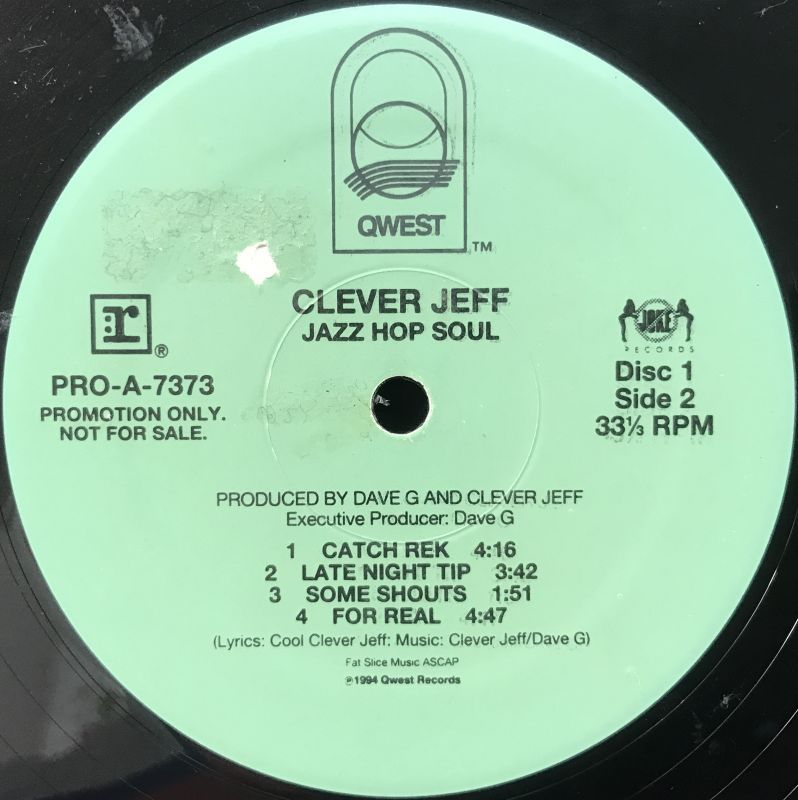 QWEST
TM
CLEVER JEFF
JAZZ HOP SOUL
r®
PRO-A-7373
PROMOTION ONLY.
NOT FOR SALE.
JOKE
RECORDS
Disc 1
Side 2
33⅓ RPM
PRODUCED BY DAVE G AND CLEVER JEFF
Executive Producer: Dave G
1 CATCH REK 4:16
2 LATE NIGHT TIP 3:42
3 SOME SHOUTS 1:51
4 FOR REAL 4:47
(Lyrics: Cool Clever Jeff: Music: Clever Jeff/Dave G)
Fat Slice Music ASCAP
℗1994 Qwest Records